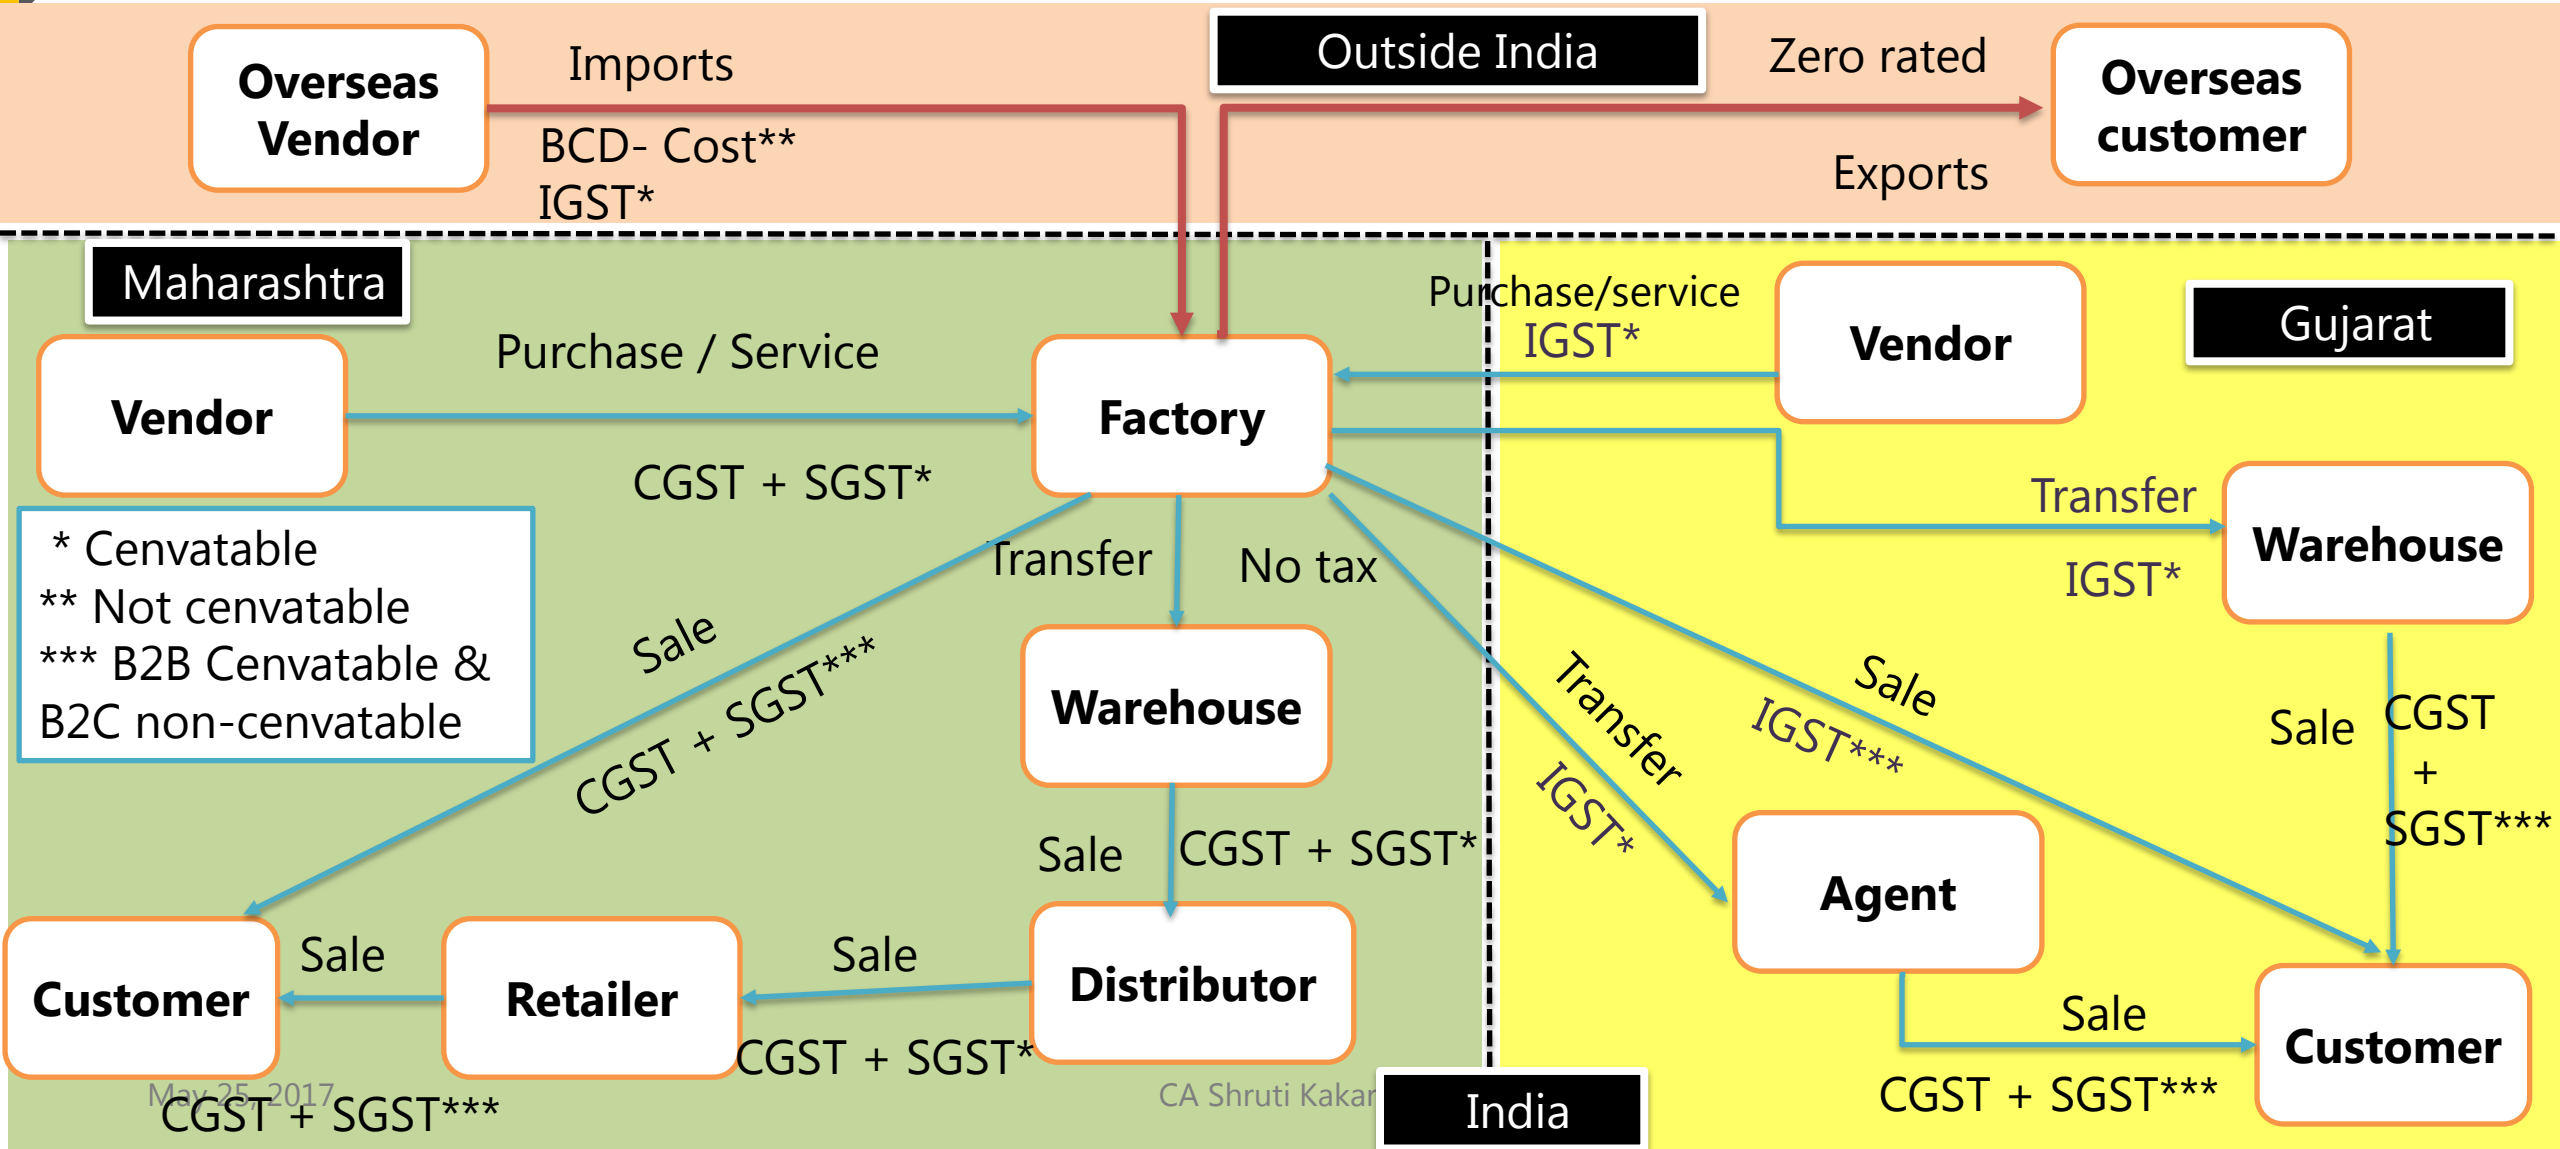 Outside India
Overseas
Vendor
Imports
BCD- Cost**
IGST*
Zero rated
Exports
Overseas
customer
Maharashtra
Vendor
Purchase / Service
CGST + SGST*
Factory
Purchase/service
IGST*
Vendor
Gujarat
* Cenvatable
** Not cenvatable
*** B2B Cenvatable &
B2C non-cenvatable
Transfer
No tax
Transfer
IGST*
Warehouse
Sale
CGST + SGST***
Warehouse
Transfer
IGST*
Sale
IGST***
Sale
CGST
+
SGST***
Sale
CGST + SGST*
Agent
Customer
Sale
Retailer
Sale
Distributor
CGST + SGST*
Sale
Customer
CGST + SGST***
May 25, 2017
CGST + SGST***
CA Shruti Kakar
India